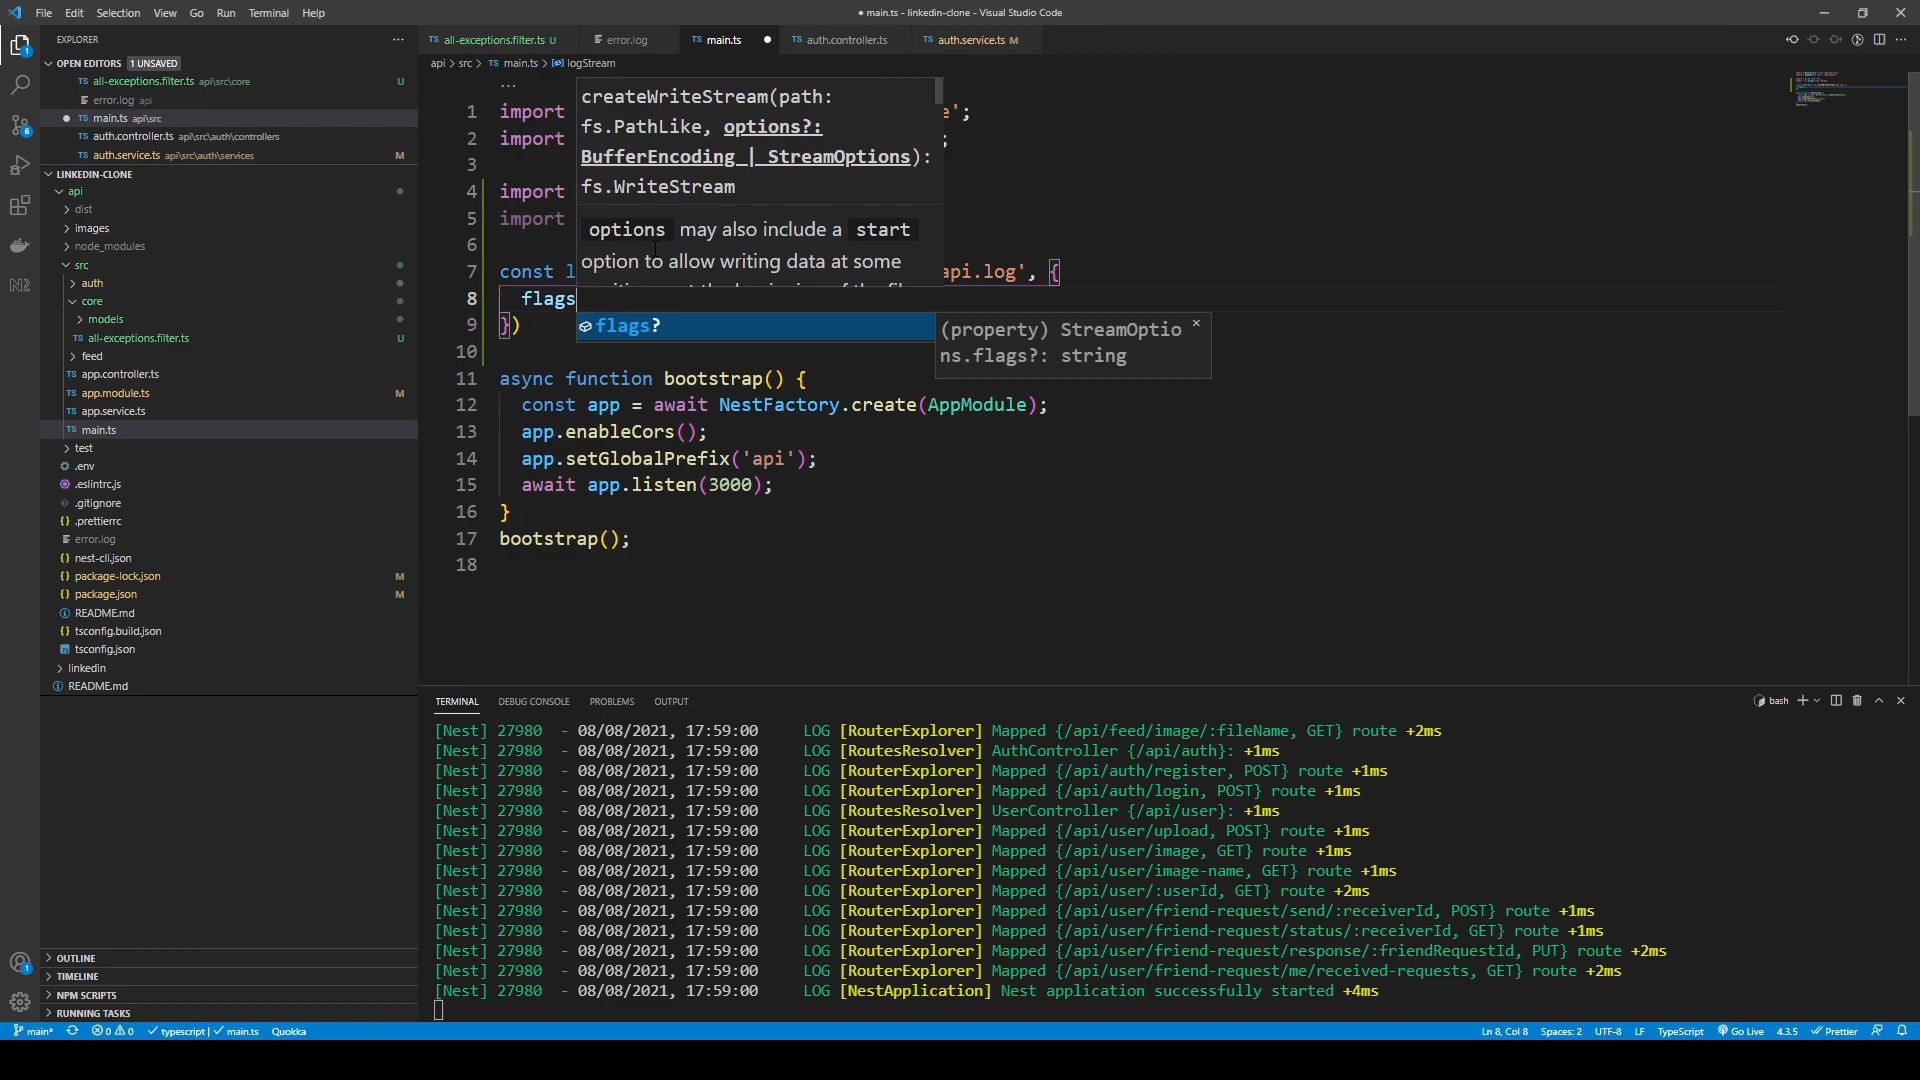 File Edit Selection View Go Run Terminal Help
● main.ts - linkedin-clone - Visual Studio Code
EXPLORER
OPEN EDITORS 1 UNSAVED
TS all-exceptions.filter.ts api\src\core U
error.log api
● TS main.ts api\src
TS auth.controller.ts api\src\auth\controllers
TS auth.service.ts api\src\auth\services M
LINKEDIN-CLONE
api
dist
images
node_modules
src
auth
core
models
TS all-exceptions.filter.ts U
feed
TS app.controller.ts
TS app.module.ts M
TS app.service.ts
TS main.ts
test
.env
.eslintrc.js
.gitignore
{} .prettierrc
error.log
{} nest-cli.json
{} package-lock.json M
{} package.json M
README.md
{} tsconfig.build.json
tsconfig.json
linkedin
README.md
OUTLINE
TIMELINE
NPM SCRIPTS
RUNNING TASKS
TS all-exceptions.filter.ts U
error.log
TS main.ts ●
TS auth.controller.ts
TS auth.service.ts M
api > src > TS main.ts > logStream
...
createWriteStream(path:
fs.PathLike, options?:
BufferEncoding | StreamOptions):
fs.WriteStream
options may also include a start
option to allow writing data at some
1 import e';
2 import ;
3
4 import
5 import
6
7 const l api.log', {
8 flags
9 })
flags?
(property) StreamOptio
ns.flags?: string
10
11 async function bootstrap() {
12 const app = await NestFactory.create(AppModule);
13 app.enableCors();
14 app.setGlobalPrefix('api');
15 await app.listen(3000);
16 }
17 bootstrap();
18
TERMINAL DEBUG CONSOLE PROBLEMS OUTPUT
bash
[Nest] 27980 - 08/08/2021, 17:59:00 LOG [RouterExplorer] Mapped {/api/feed/image/:fileName, GET} route +2ms
[Nest] 27980 - 08/08/2021, 17:59:00 LOG [RoutesResolver] AuthController {/api/auth}: +1ms
[Nest] 27980 - 08/08/2021, 17:59:00 LOG [RouterExplorer] Mapped {/api/auth/register, POST} route +1ms
[Nest] 27980 - 08/08/2021, 17:59:00 LOG [RouterExplorer] Mapped {/api/auth/login, POST} route +1ms
[Nest] 27980 - 08/08/2021, 17:59:00 LOG [RoutesResolver] UserController {/api/user}: +1ms
[Nest] 27980 - 08/08/2021, 17:59:00 LOG [RouterExplorer] Mapped {/api/user/upload, POST} route +1ms
[Nest] 27980 - 08/08/2021, 17:59:00 LOG [RouterExplorer] Mapped {/api/user/image, GET} route +1ms
[Nest] 27980 - 08/08/2021, 17:59:00 LOG [RouterExplorer] Mapped {/api/user/image-name, GET} route +1ms
[Nest] 27980 - 08/08/2021, 17:59:00 LOG [RouterExplorer] Mapped {/api/user/:userId, GET} route +2ms
[Nest] 27980 - 08/08/2021, 17:59:00 LOG [RouterExplorer] Mapped {/api/user/friend-request/send/:receiverId, POST} route +1ms
[Nest] 27980 - 08/08/2021, 17:59:00 LOG [RouterExplorer] Mapped {/api/user/friend-request/status/:receiverId, GET} route +1ms
[Nest] 27980 - 08/08/2021, 17:59:00 LOG [RouterExplorer] Mapped {/api/user/friend-request/response/:friendRequestId, PUT} route +2ms
[Nest] 27980 - 08/08/2021, 17:59:00 LOG [RouterExplorer] Mapped {/api/user/friend-request/me/received-requests, GET} route +2ms
[Nest] 27980 - 08/08/2021, 17:59:00 LOG [NestApplication] Nest application successfully started +4ms
main* 0 0 typescript | main.ts Quokka
Ln 8, Col 8 Spaces: 2 UTF-8 LF TypeScript Go Live 4.3.5 Prettier